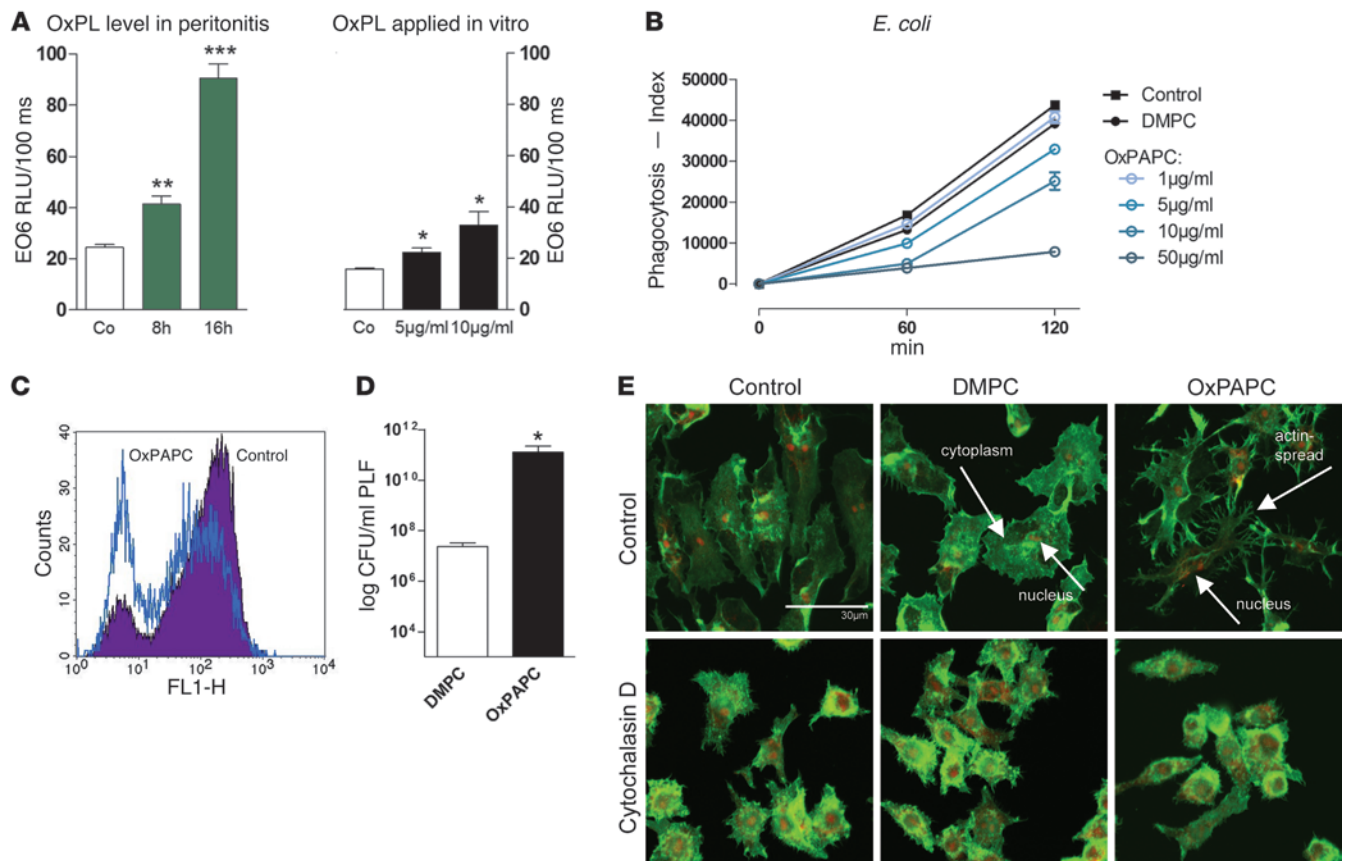 A
OxPL level in peritonitis
OxPL applied in vitro
EO6 RLU/100 ms
100
80
60
40
20
0
**
***
Co
8h
16h
*
*
Co
5µg/ml
10µg/ml
100
80
60
40
20
0
EO6 RLU/100 ms
B
E. coli
Phagocytosis — Index
50000
40000
30000
20000
10000
0
0
60
120
min
Control
DMPC
OxPAPC:
1µg/ml
5µg/ml
10µg/ml
50µg/ml
C
Counts
40
30
20
10
0
OxPAPC
Control
10⁰
10¹
10²
10³
10⁴
FL1-H
D
log CFU/ml PLF
10¹²
10¹⁰
10⁸
10⁶
10⁴
*
DMPC
OxPAPC
E
Control
DMPC
OxPAPC
Control
30µm
cytoplasm
nucleus
actin-
spread
nucleus
Cytochalasin D